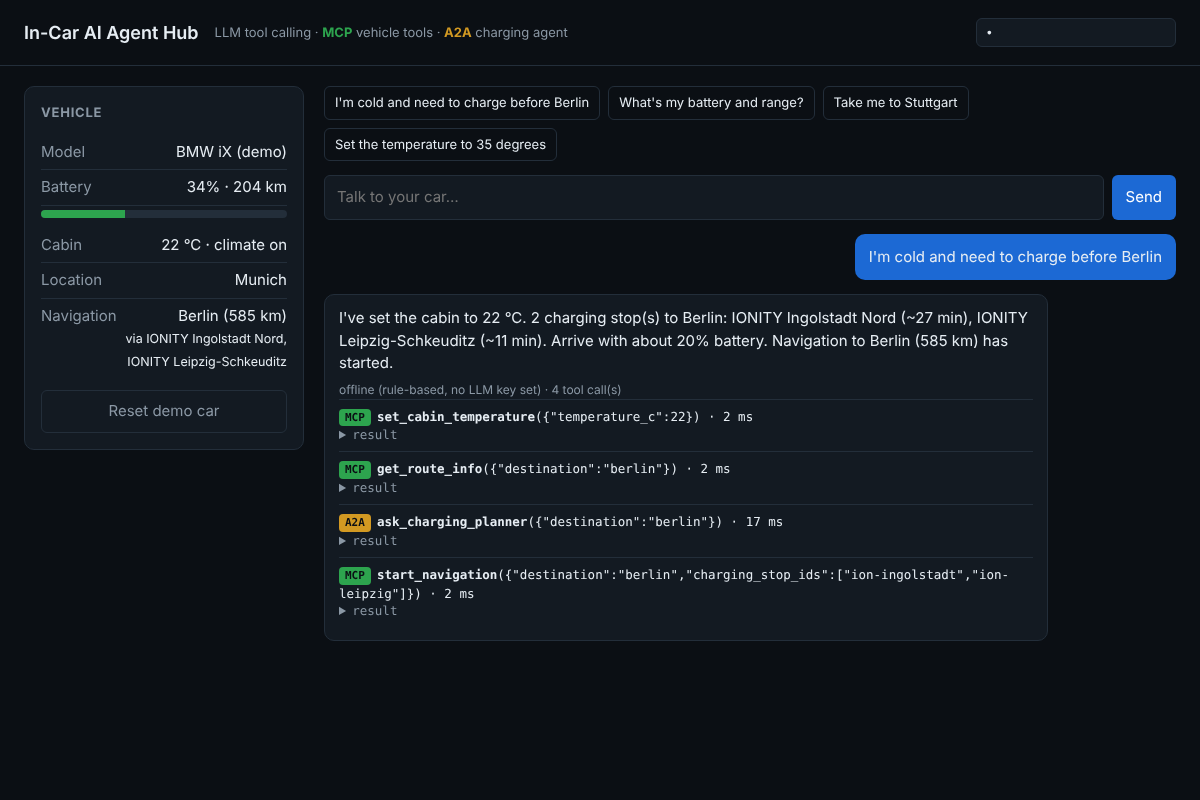 In-Car AI Agent Hub
LLM tool calling · MCP vehicle tools · A2A charging agent
•
VEHICLE
Model BMW iX (demo)
Battery 34% · 204 km
Cabin 22 °C · climate on
Location Munich
Navigation Berlin (585 km)
via IONITY Ingolstadt Nord,
IONITY Leipzig-Schkeuditz
Reset demo car
I'm cold and need to charge before Berlin
What's my battery and range?
Take me to Stuttgart
Set the temperature to 35 degrees
Talk to your car...
Send
I'm cold and need to charge before Berlin
I've set the cabin to 22 °C. 2 charging stop(s) to Berlin: IONITY Ingolstadt Nord (~27 min), IONITY
Leipzig-Schkeuditz (~11 min). Arrive with about 20% battery. Navigation to Berlin (585 km) has
started.
offline (rule-based, no LLM key set) · 4 tool call(s)
MCP set_cabin_temperature({"temperature_c":22}) · 2 ms
▶ result
MCP get_route_info({"destination":"berlin"}) · 2 ms
▶ result
A2A ask_charging_planner({"destination":"berlin"}) · 17 ms
▶ result
MCP start_navigation({"destination":"berlin","charging_stop_ids":["ion-ingolstadt","ion-
leipzig"]}) · 2 ms
▶ result